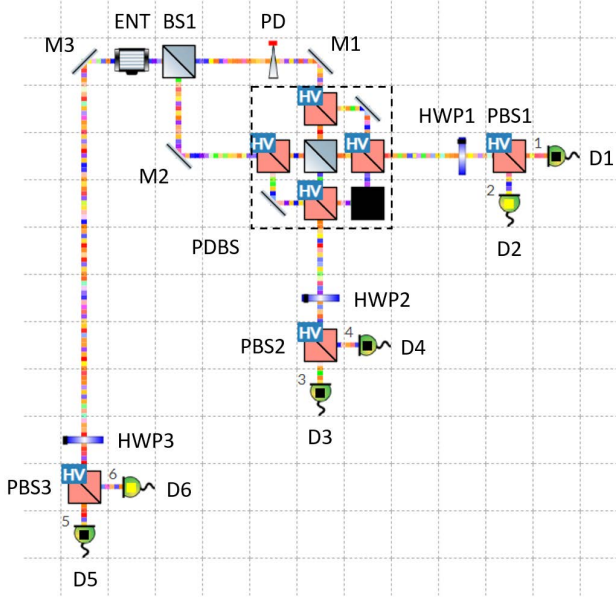 ENT BS1 PD M1
M3
HV HWP1 PBS1
HV HV HV 1
D1
M2 2
HV
PDBS D2
HWP2
HV 4
PBS2 D4
3
D3
HWP3
HV 6
PBS3 D6
5
D5